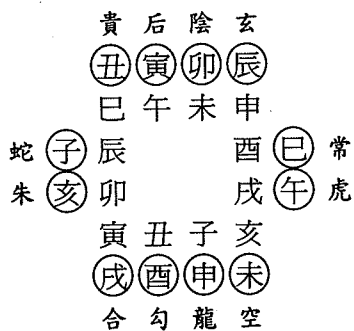 貴 后 陰 玄
丑 寅 卯 辰
巳 午 未 申
蛇 子 辰 酉 巳 常
朱 亥 卯 戌 午 虎
寅 丑 子 亥
戌 酉 申 未
合 勾 龍 空